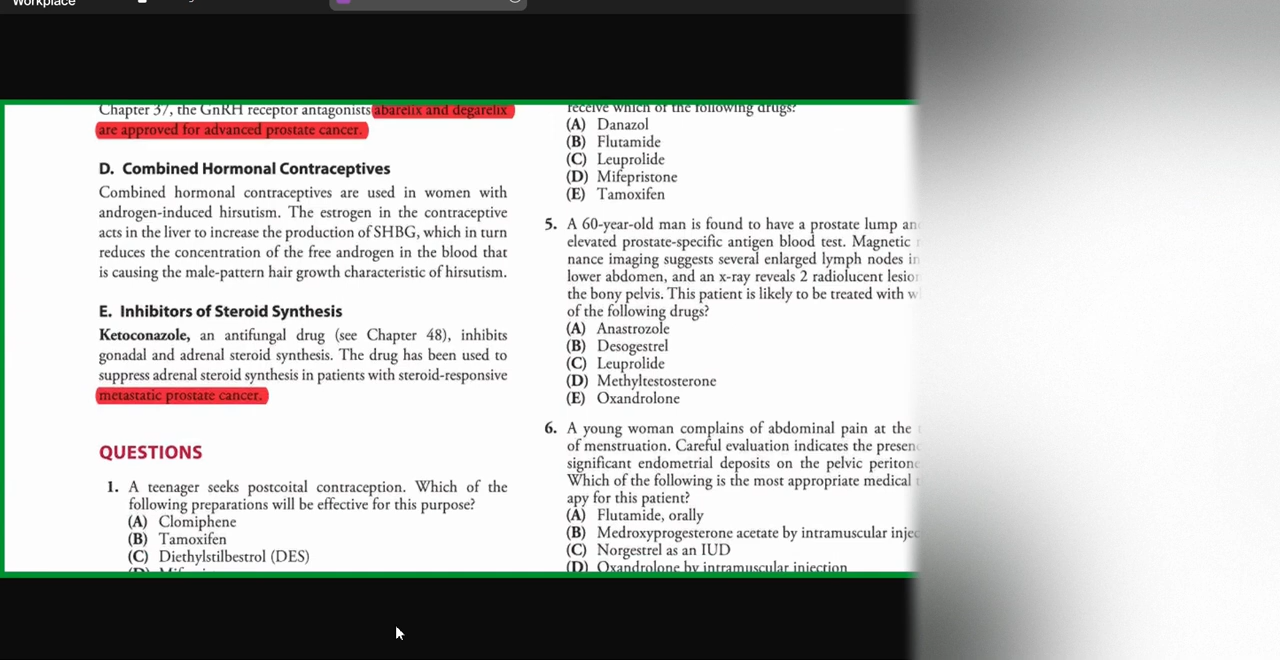 Workplace
Chapter 37, the GnRH receptor antagonists abarelix and degarelix
are approved for advanced prostate cancer.
D. Combined Hormonal Contraceptives
Combined hormonal contraceptives are used in women with
androgen-induced hirsutism. The estrogen in the contraceptive
acts in the liver to increase the production of SHBG, which in turn
reduces the concentration of the free androgen in the blood that
is causing the male-pattern hair growth characteristic of hirsutism.
E. Inhibitors of Steroid Synthesis
Ketoconazole, an antifungal drug (see Chapter 48), inhibits
gonadal and adrenal steroid synthesis. The drug has been used to
suppress adrenal steroid synthesis in patients with steroid-responsive
metastatic prostate cancer.
QUESTIONS
1. A teenager seeks postcoital contraception. Which of the
following preparations will be effective for this purpose?
(A) Clomiphene
(B) Tamoxifen
(C) Diethylstilbestrol (DES)
receive which of the following drugs?
(A) Danazol
(B) Flutamide
(C) Leuprolide
(D) Mifepristone
(E) Tamoxifen
5. A 60-year-old man is found to have a prostate lump
elevated prostate-specific antigen blood test. Magnetic
nance imaging suggests several enlarged lymph nodes in
lower abdomen, and an x-ray reveals 2 radiolucent
the bony pelvis. This patient is likely to be treated with
of the following drugs?
(A) Anastrozole
(B) Desogestrel
(C) Leuprolide
(D) Methyltestosterone
(E) Oxandrolone
6. A young woman complains of abdominal pain at the
of menstruation. Careful evaluation indicates the
significant endometrial deposits on the pelvic
Which of the following is the most appropriate medical
apy for this patient?
(A) Flutamide, orally
(B) Medroxyprogesterone acetate by intramuscular
(C) Norgestrel as an IUD
(D) Oxandrolone by intramuscular injection